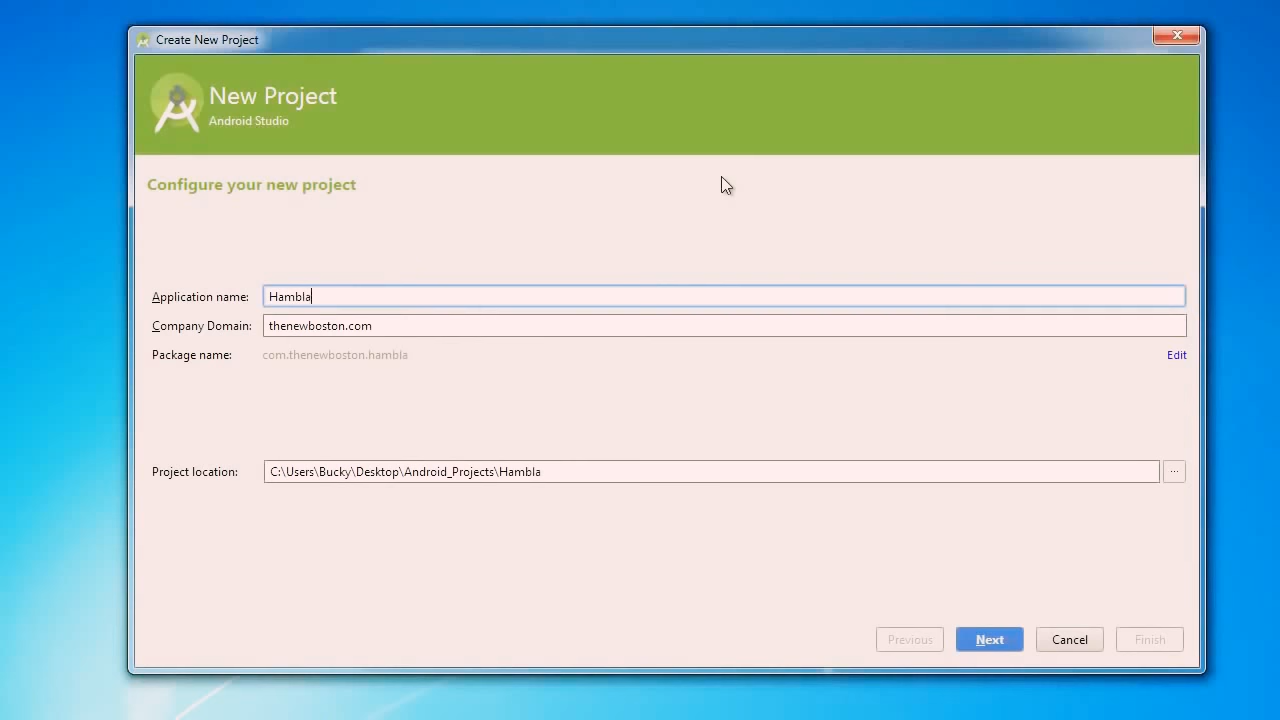 Create New Project
New Project
Android Studio
Configure your new project
Application name: Hambla
Company Domain: thenewboston.com
Package name: com.thenewboston.hambla Edit
Project location: C:\Users\Bucky\Desktop\Android_Projects\Hambla ...
Previous Next Cancel Finish